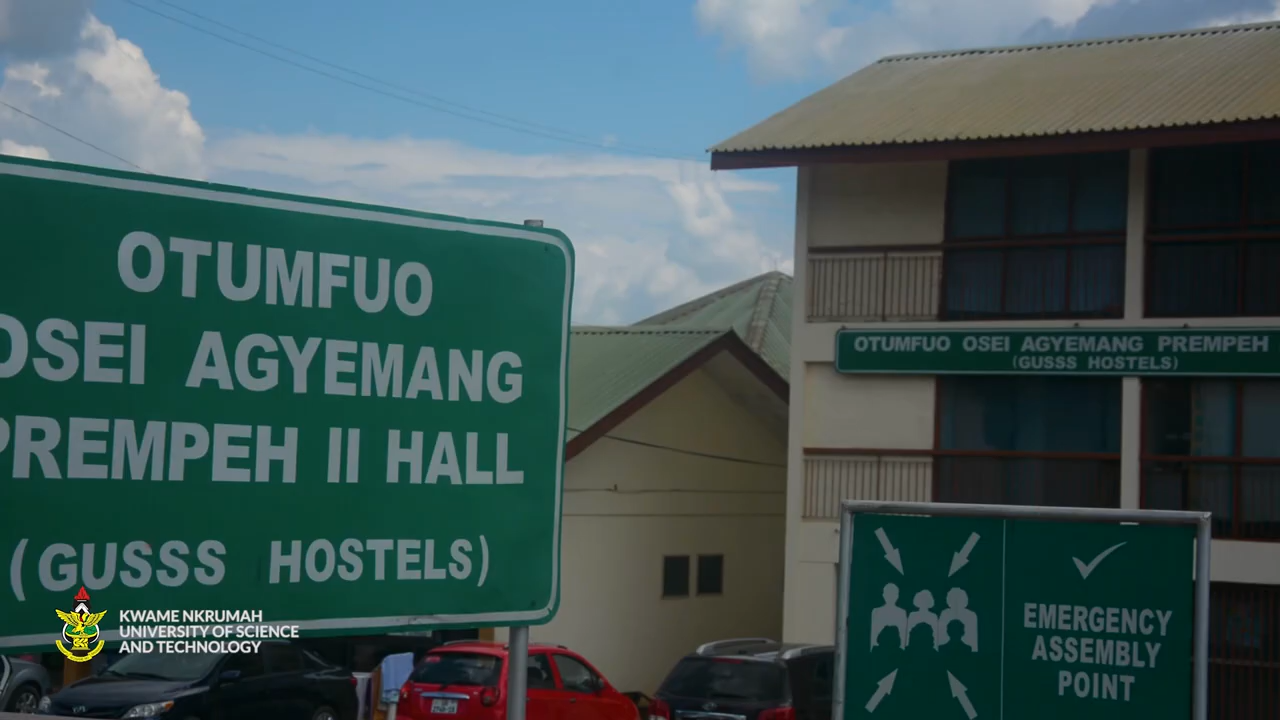 OTUMFUO
OSEI AGYEMANG
PREMPEH II HALL
(GUSSS HOSTELS)
OTUMFUO OSEI AGYEMANG PREMPEH
(GUSSS HOSTELS)
EMERGENCY
ASSEMBLY
POINT
KWAME NKRUMAH
UNIVERSITY OF SCIENCE
AND TECHNOLOGY